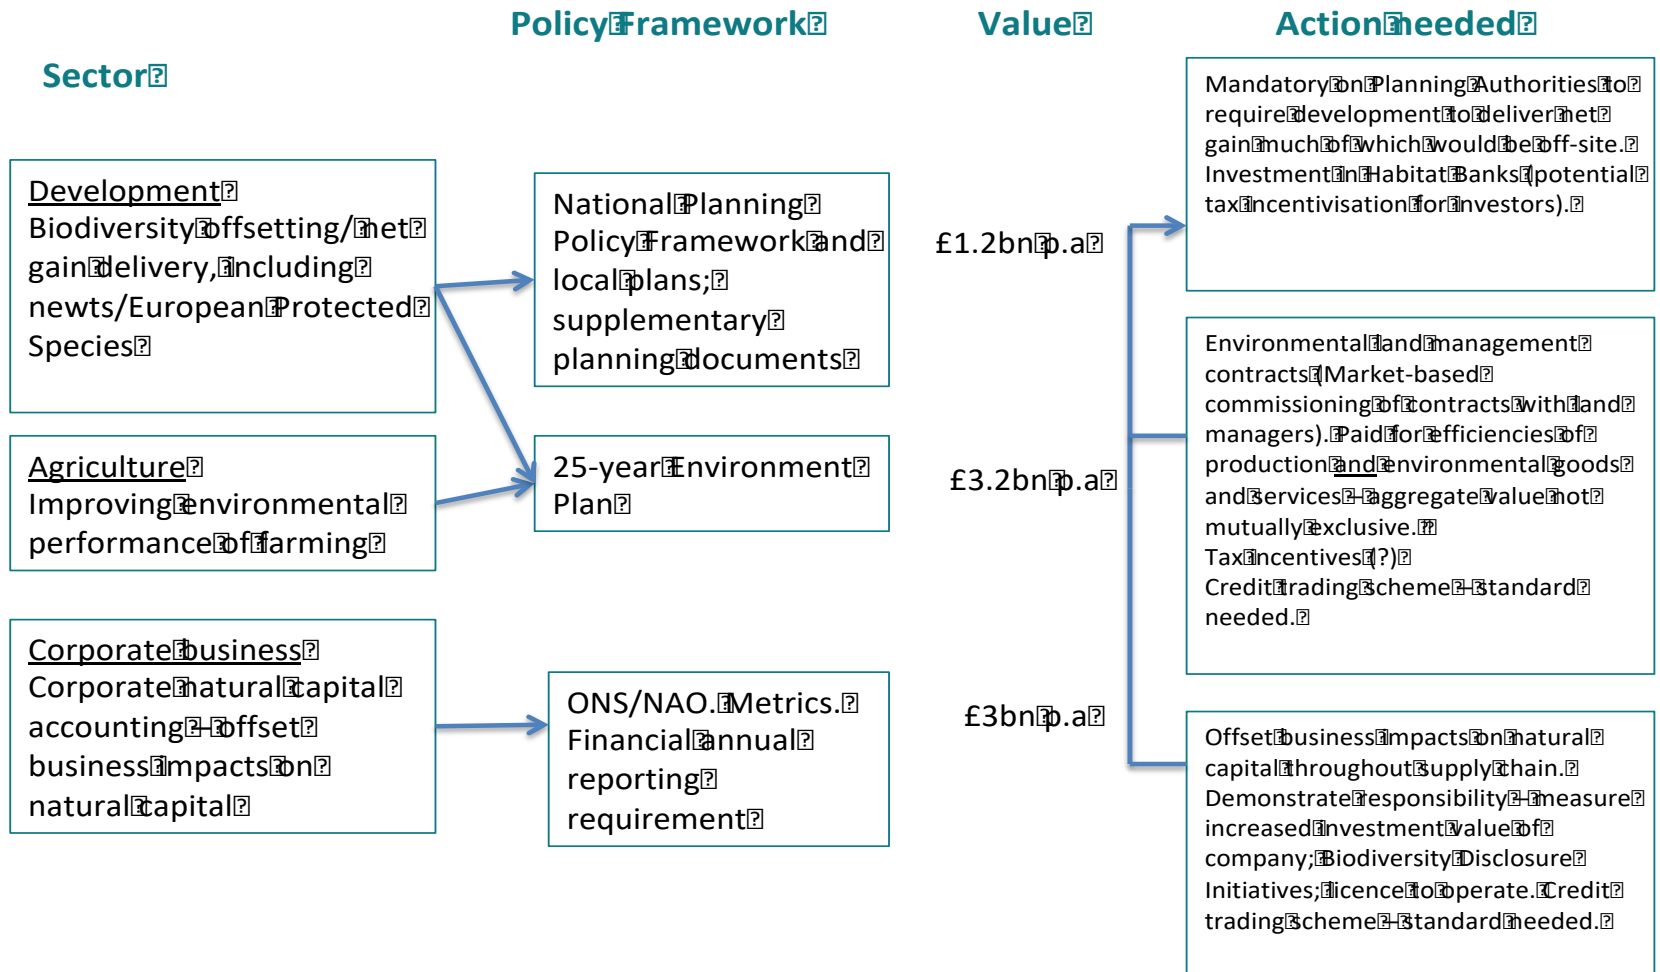 Policy Framework
Value
Action needed
Sector
Development
Biodiversity offsetting/ net
gain delivery, including
newts/European Protected
Species
Agriculture
Improving environmental
performance of farming
Corporate business
Corporate natural capital
accounting – offset
business impacts on
natural capital
National Planning
Policy Framework and
local plans;
supplementary
planning documents
25-year Environment
Plan
ONS/NAO. Metrics.
Financial annual
reporting
requirement
£1.2bn p.a
£3.2bn p.a
£3bn p.a
Mandatory on Planning Authorities to
require development to deliver net
gain much of which would be off-site.
Investment in Habitat Banks (potential
tax incentivisation for investors).
Environmental land management
contracts (Market-based
commissioning of contracts with land
managers). Paid for efficiencies of
production and environmental goods
and services – aggregate value not
mutually exclusive.
Tax incentives (?)
Credit trading scheme – standard
needed.
Offset business impacts on natural
capital throughout supply chain.
Demonstrate responsibility – measure
increased investment value of
company; Biodiversity Disclosure
Initiatives; licence to operate. Credit
trading scheme – standard needed.